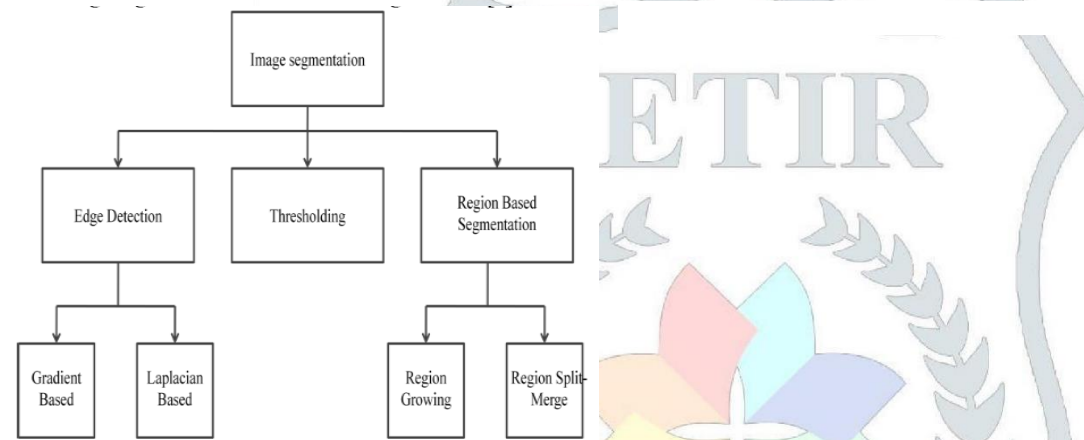 Image segmentation
Edge Detection
Thresholding
Region Based
Segmentation
Gradient
Based
Laplacian
Based
Region
Growing
Region Split-
Merge
ETIR